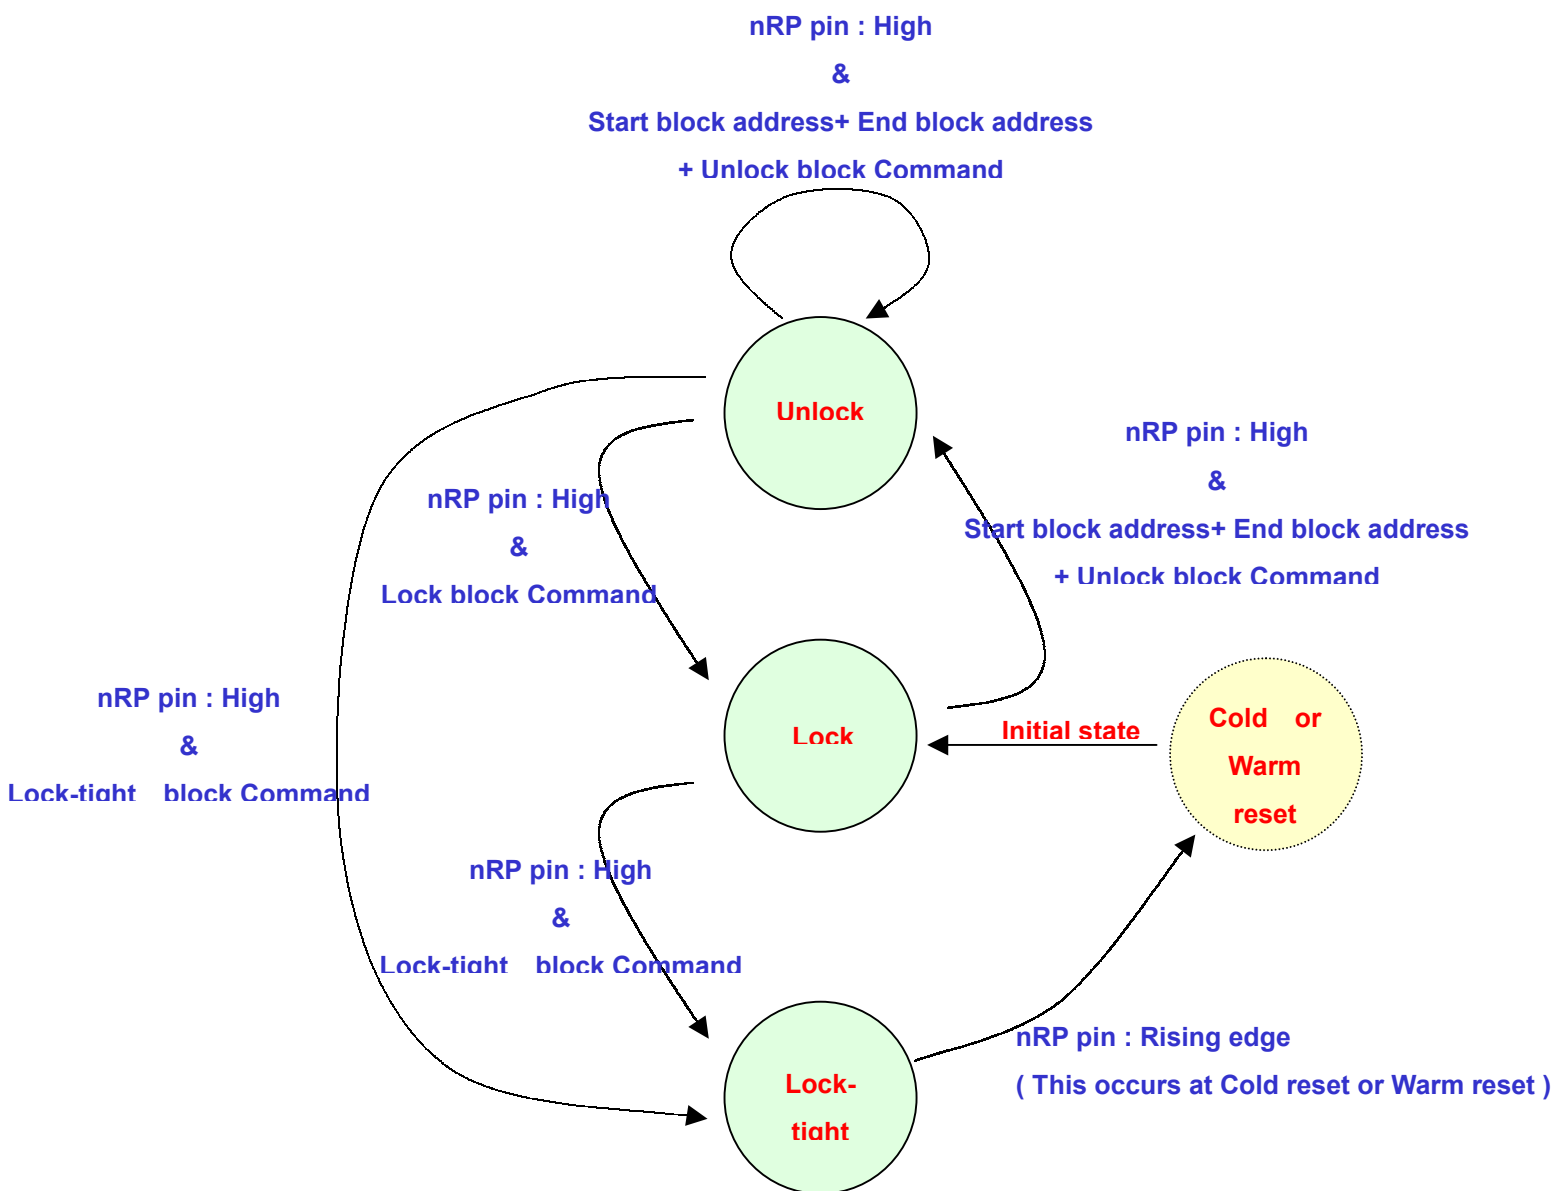 nRP pin : High
&
Start block address+ End block address
+ Unlock block Command
Unlock
nRP pin : High
&
Start block address+ End block address
+ Unlock block Command
nRP pin : High
&
Lock block Command
nRP pin : High
&
Lock-tight block Command
Lock
Initial state
Cold or
Warm
reset
nRP pin : High
&
Lock-tight block Command
Lock-
tight
nRP pin : Rising edge
( This occurs at Cold reset or Warm reset )